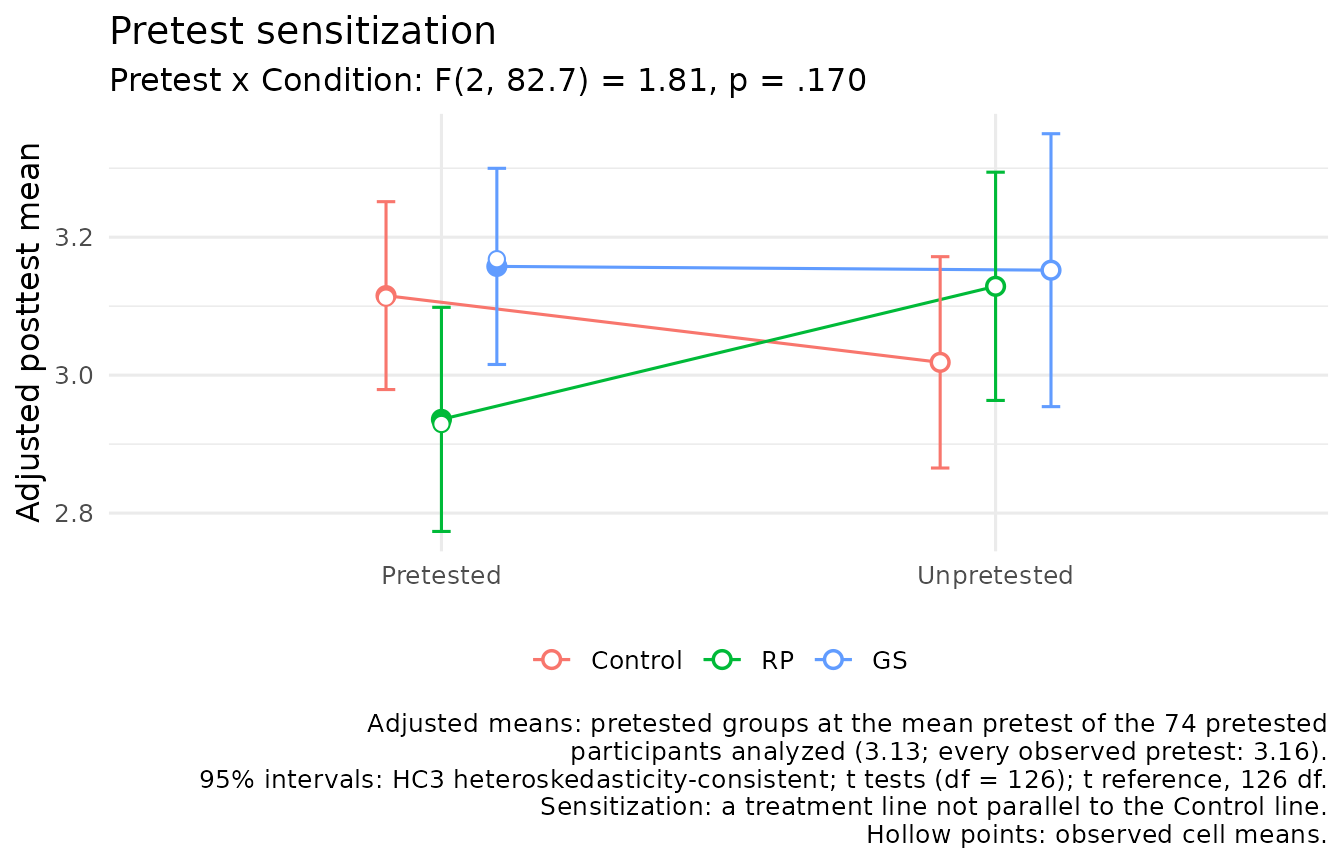 Pretest sensitization
Pretest x Condition: F(2, 82.7) = 1.81, p = .170
Adjusted posttest mean
3.2
3.0
2.8
Pretested
Unpretested
Control
RP
GS
Adjusted means: pretested groups at the mean pretest of the 74 pretested
participants analyzed (3.13; every observed pretest: 3.16).
95% intervals: HC3 heteroskedasticity-consistent; t tests (df = 126); t reference, 126 df.
Sensitization: a treatment line not parallel to the Control line.
Hollow points: observed cell means.